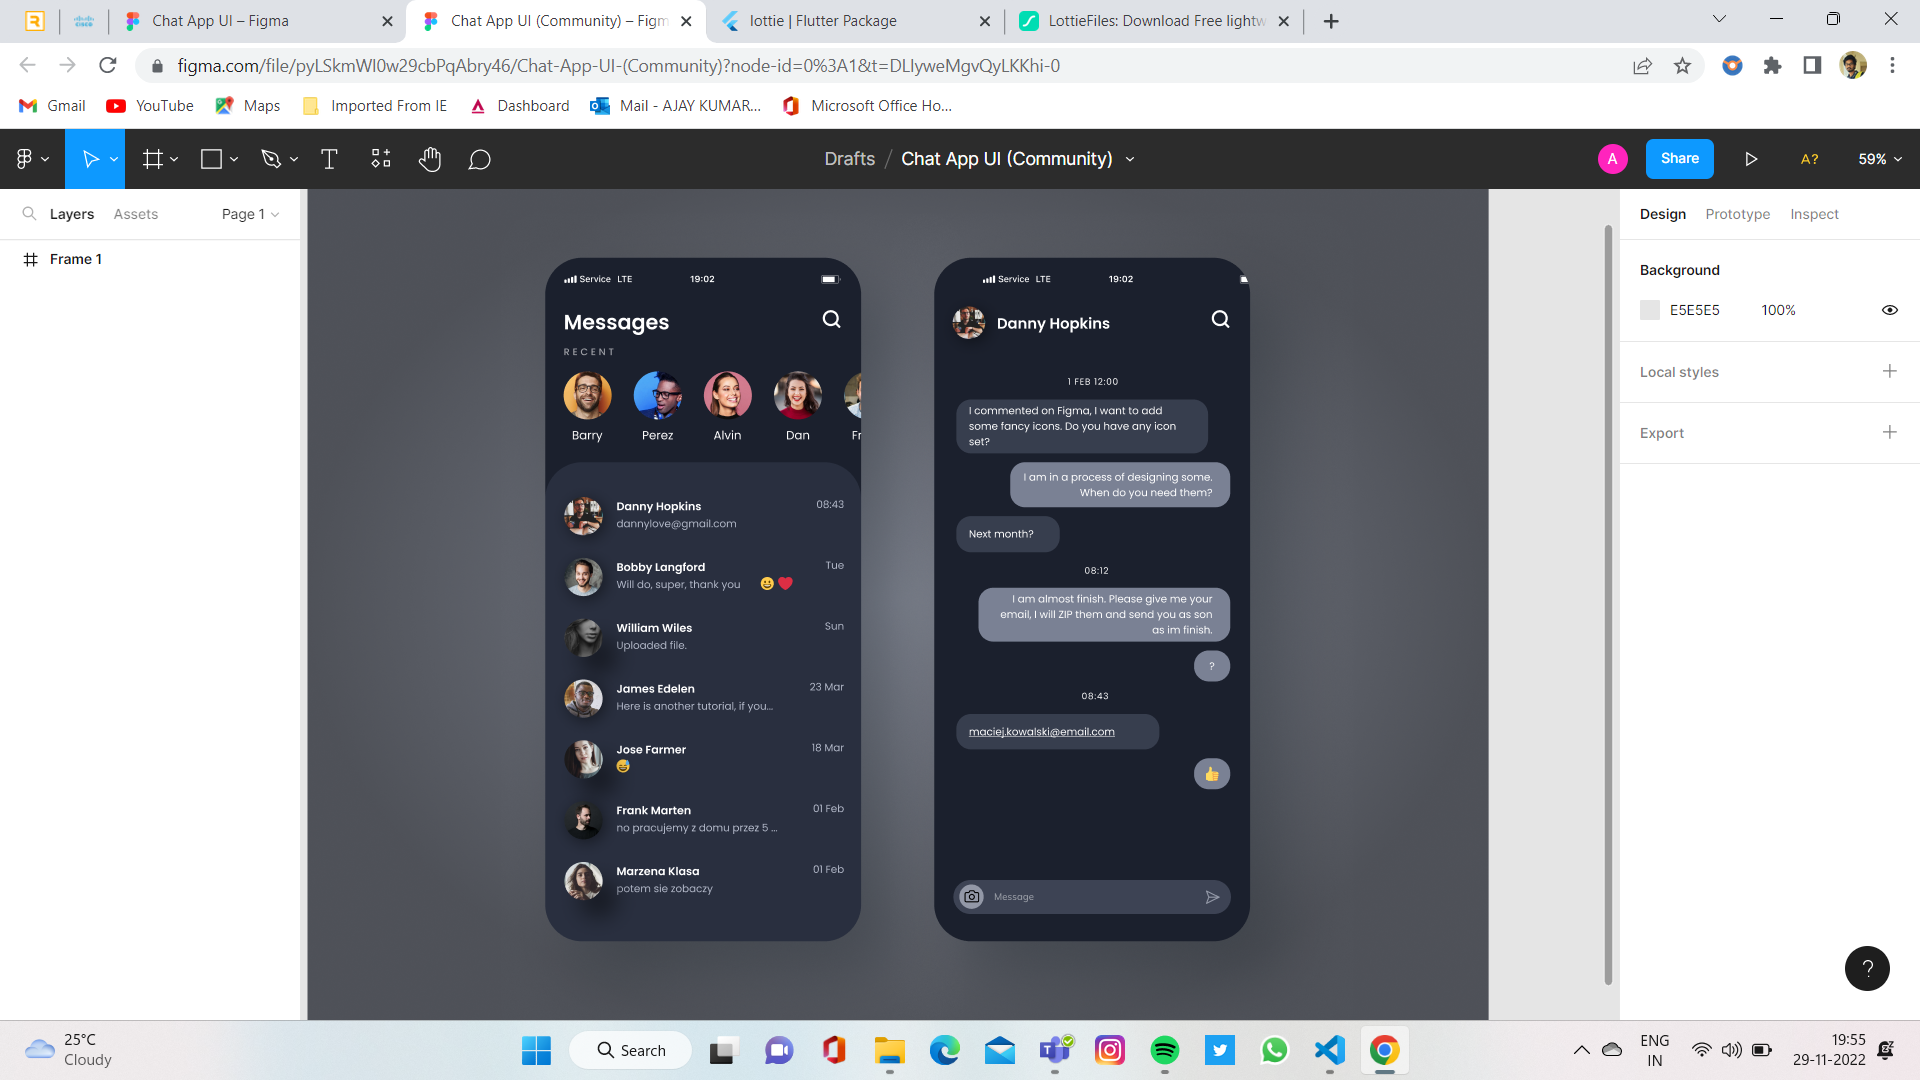 Chat App UI – Figma
Chat App UI (Community) – Figm
lottie | Flutter Package
LottieFiles: Download Free lightw
figma.com/file/pyLSkmWI0w29cbPqAbry46/Chat-App-UI-(Community)?node-id=0%3A1&t=DLIyweMgvQyLKKhi-0
Gmail
YouTube
Maps
Imported From IE
Dashboard
Mail - AJAY KUMAR...
Microsoft Office Ho...
Drafts / Chat App UI (Community)
A
Share
A?
59%
Layers
Assets
Page 1
Frame 1
Service LTE
19:02
Messages
RECENT
Barry
Perez
Alvin
Dan
Fr
Danny Hopkins
08:43
dannylove@gmail.com
Bobby Langford
Tue
Will do, super, thank you 😀❤️
William Wiles
Sun
Uploaded file.
James Edelen
23 Mar
Here is another tutorial, if you...
Jose Farmer
18 Mar
😅
Frank Marten
01 Feb
no pracujemy z domu przez 5 ...
Marzena Klasa
01 Feb
potem sie zobaczy
Service LTE
19:02
Danny Hopkins
1 FEB 12:00
I commented on Figma, I want to add
some fancy icons. Do you have any icon
set?
I am in a process of designing some.
When do you need them?
Next month?
08:12
I am almost finish. Please give me your
email, I will ZIP them and send you as son
as im finish.
?
08:43
maciej.kowalski@email.com
👍
Message
Design
Prototype
Inspect
Background
E5E5E5
100%
Local styles
Export
?
25°C
Cloudy
Search
ENG
IN
19:55
29-11-2022